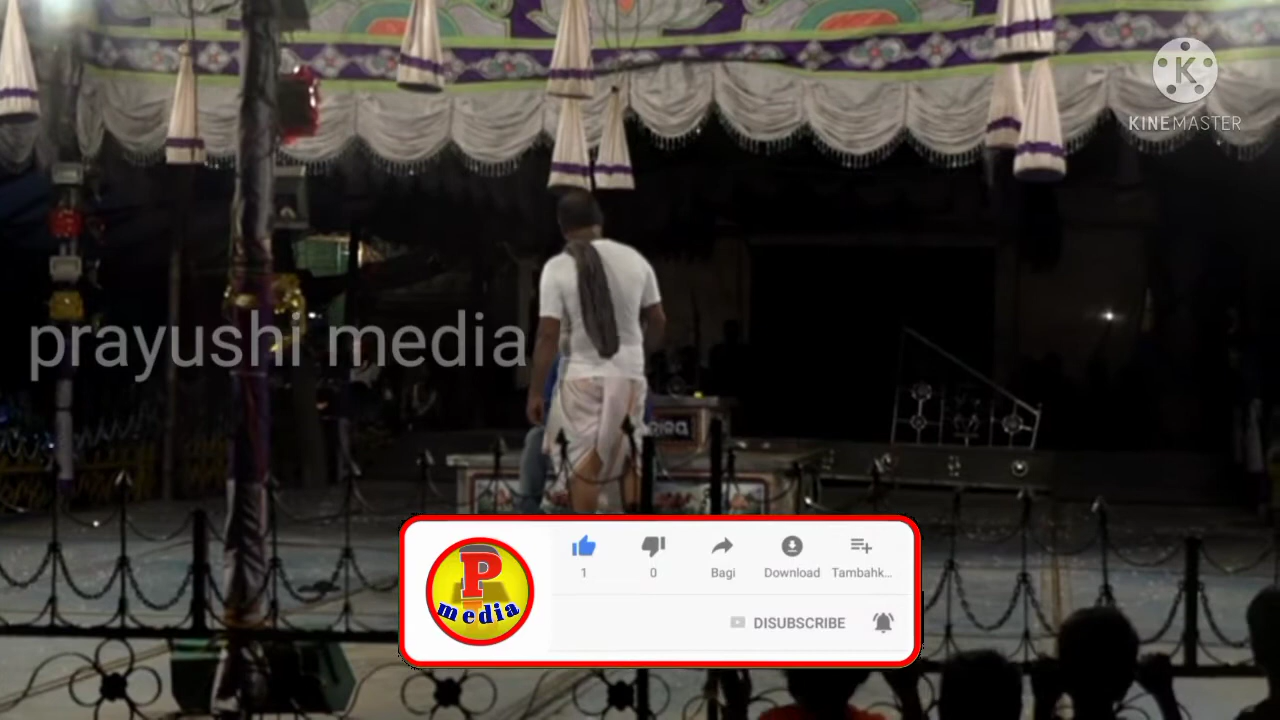 K
KINEMASTER
prayushi media
P
media
1
0
Bagi
Download
Tambahk...
DISUBSCRIBE